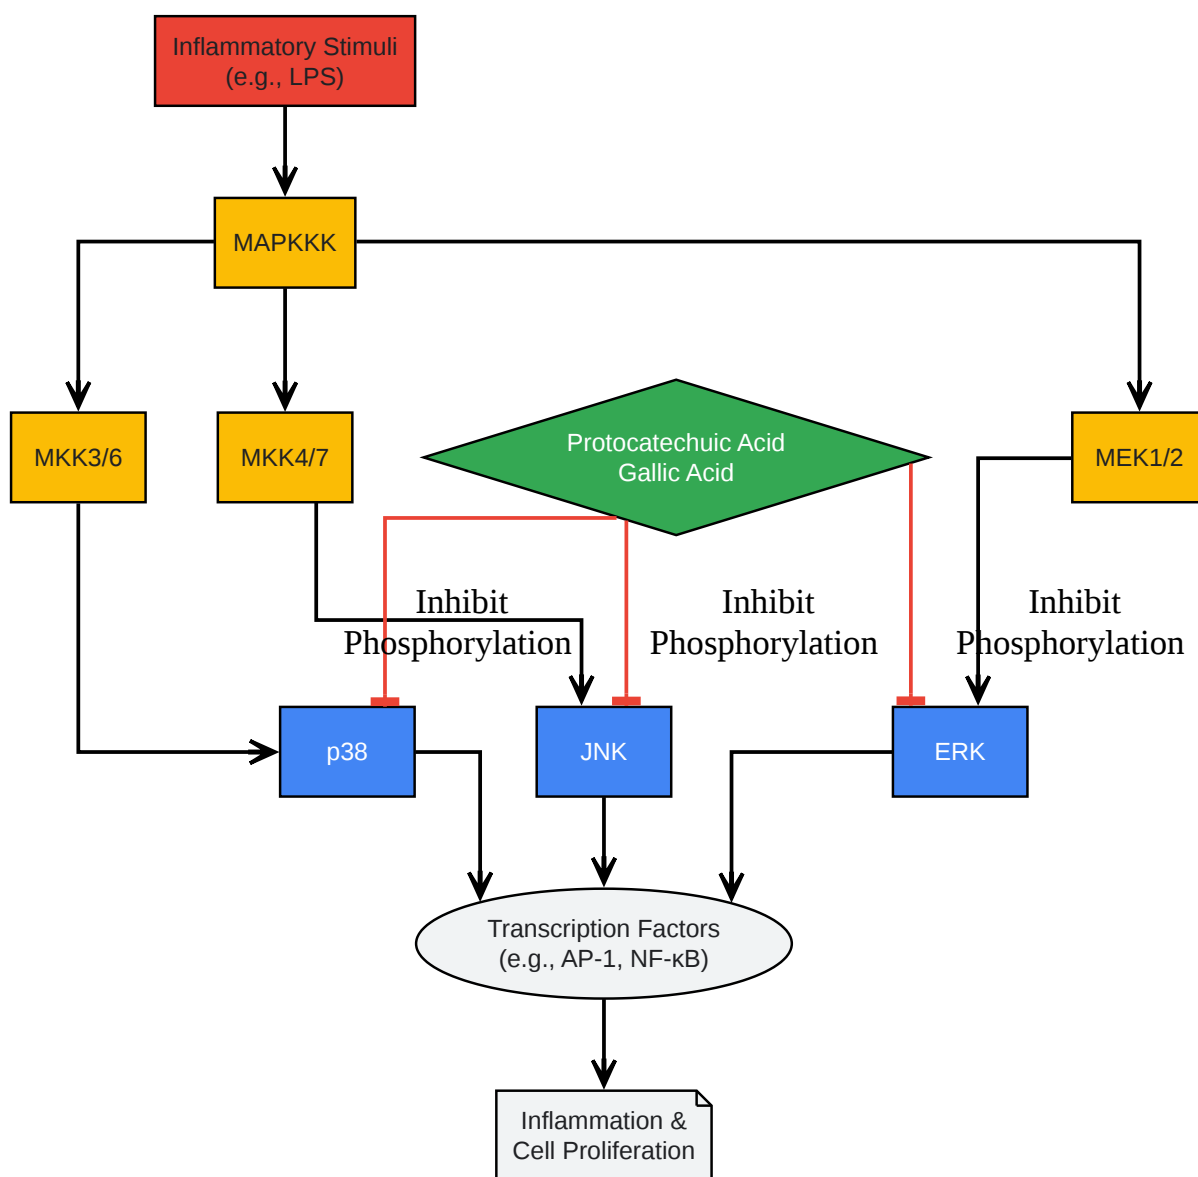 Inflammatory Stimuli
(e.g., LPS)
MAPKKK
MKK3/6
MKK4/7
Protocatechuic Acid
Gallic Acid
MEK1/2
Inhibit
Phosphorylation
Inhibit
Phosphorylation
Inhibit
Phosphorylation
p38
JNK
ERK
Transcription Factors
(e.g., AP-1, NF-κB)
Inflammation &
Cell Proliferation